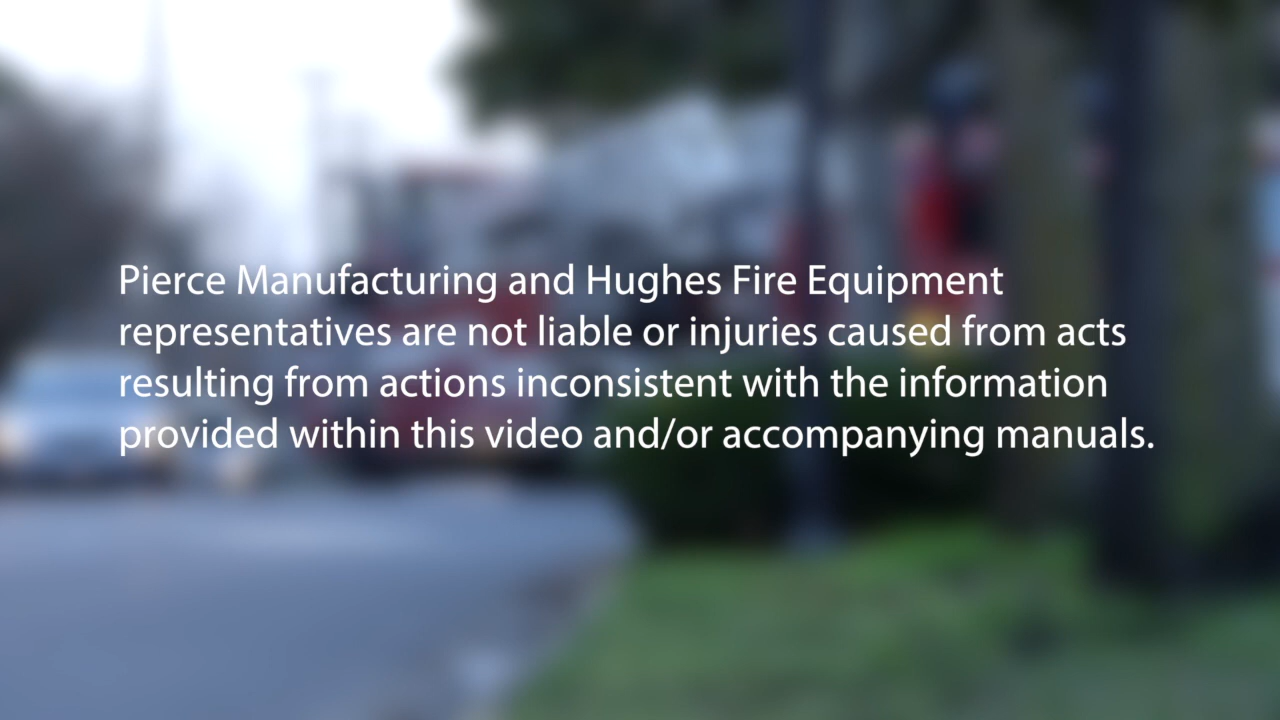 Pierce Manufacturing and Hughes Fire Equipment
representatives are not liable or injuries caused from acts
resulting from actions inconsistent with the information
provided within this video and/or accompanying manuals.